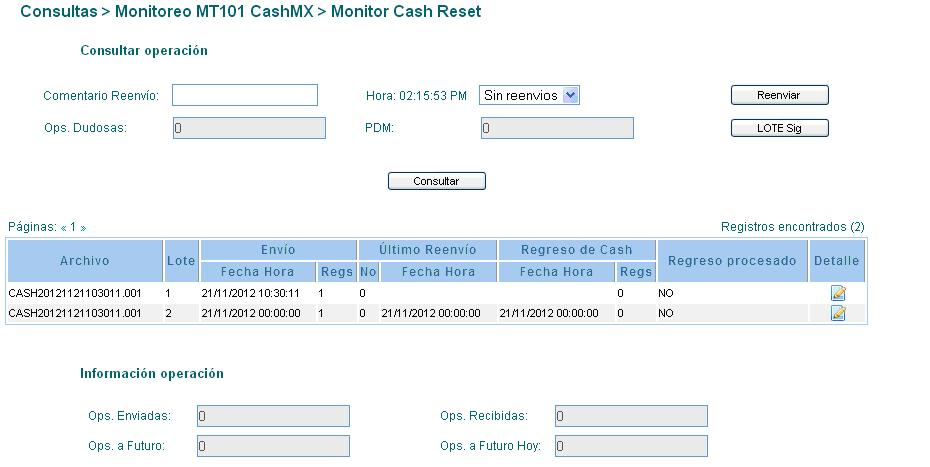 Consultas > Monitoreo MT101 CashMX > Monitor Cash Reset
Consultar operación
Comentario Reenvío: Hora: 02:15:53 PM Sin reenvios Reenviar
Ops. Dudosas: 0 PDM: 0 LOTE Sig
Consultar
Páginas: « 1 » Registros encontrados (2)
Archivo Lote Envío Último Reenvío Regreso de Cash Regreso procesado Detalle
Fecha Hora Regs No Fecha Hora Fecha Hora Regs
CASH20121121103011.001 1 21/11/2012 10:30:11 1 0 0 NO
CASH20121121103011.001 2 21/11/2012 00:00:00 1 0 21/11/2012 00:00:00 21/11/2012 00:00:00 0 NO
Información operación
Ops. Enviadas: 0 Ops. Recibidas: 0
Ops. a Futuro: 0 Ops. a Futuro Hoy: 0